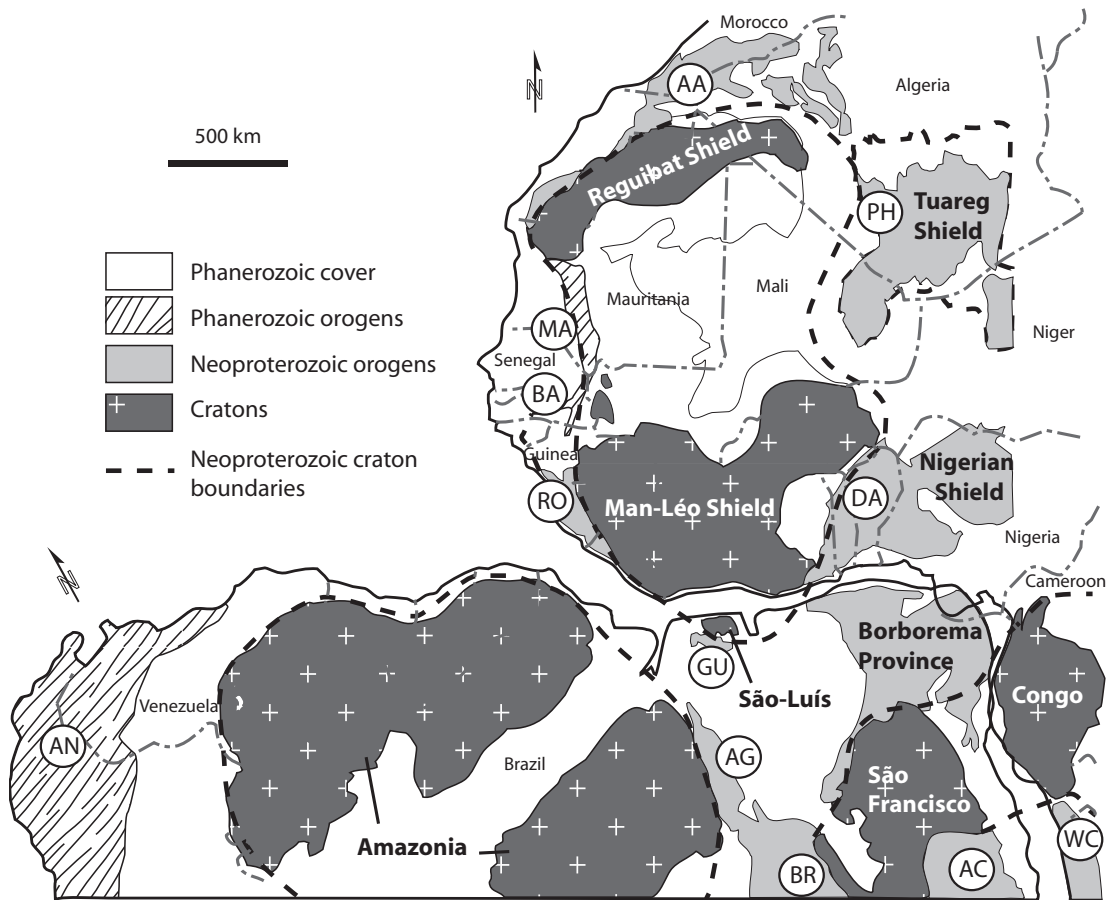 Morocco
N
AA
Algeria
500 km
Reguibat Shield
PH
Tuareg
Shield
Phanerozoic cover
Phanerozoic orogens
Neoproterozoic orogens
Cratons
Neoproterozoic craton
boundaries
Mauritania
Mali
Niger
MA
Senegal
BA
Guinea
RO
Man-Léo Shield
DA
Nigerian
Shield
Nigeria
N
Cameroon
Borborema
Province
GU
São-Luís
Congo
Venezuela
AN
Brazil
AG
São
Francisco
Amazonia
WC
BR
AC